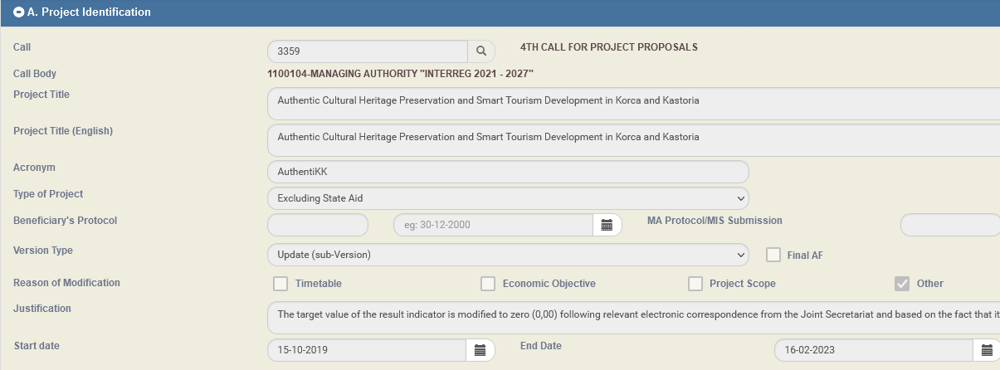 A. Project Identification
Call 3359 4TH CALL FOR PROJECT PROPOSALS
Call Body 1100104-MANAGING AUTHORITY "INTERREG 2021 - 2027"
Project Title Authentic Cultural Heritage Preservation and Smart Tourism Development in Korca and Kastoria
Project Title (English) Authentic Cultural Heritage Preservation and Smart Tourism Development in Korca and Kastoria
Acronym AuthentiKK
Type of Project Excluding State Aid
Beneficiary's Protocol eg: 30-12-2000 MA Protocol/MIS Submission
Version Type Update (sub-Version) Final AF
Reason of Modification Timetable Economic Objective Project Scope Other
Justification The target value of the result indicator is modified to zero (0,00) following relevant electronic correspondence from the Joint Secretariat and based on the fact that it
Start date 15-10-2019 End Date 16-02-2023